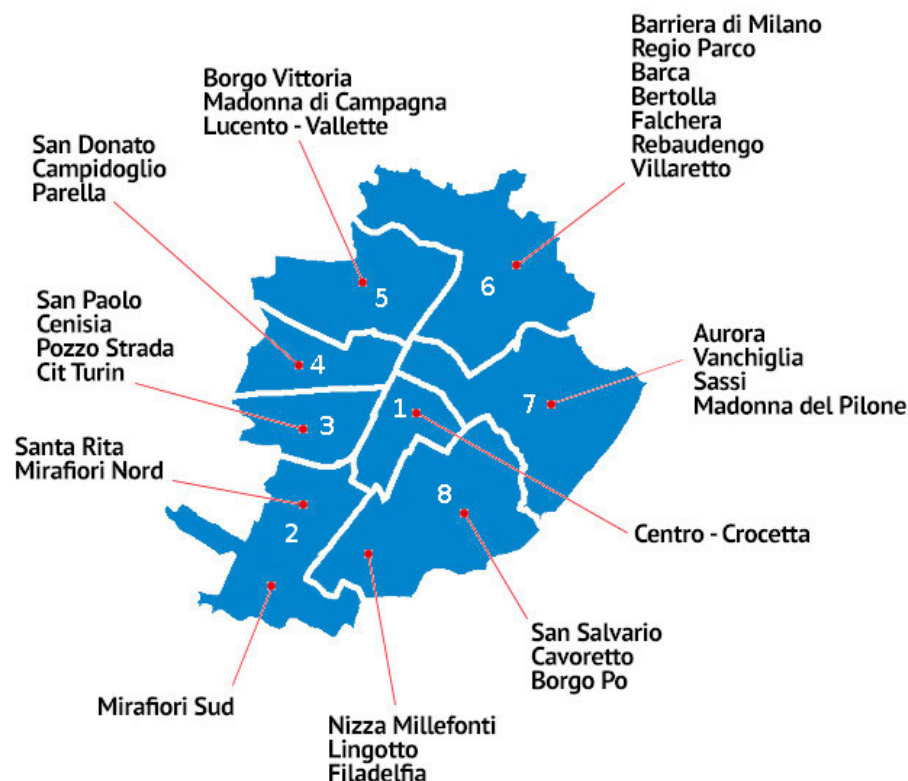 Barriera di Milano
Regio Parco
Barca
Bertolla
Falchera
Rebaudengo
Villaretto
Borgo Vittoria
Madonna di Campagna
Lucento - Vallette
San Donato
Campidoglio
Parella
San Paolo
Cenisia
Pozzo Strada
Cit Turin
Aurora
Vanchiglia
Sassi
Madonna del Pilone
Santa Rita
Mirafiori Nord
Centro - Crocetta
San Salvario
Cavoretto
Borgo Po
Mirafiori Sud
Nizza Millefonti
Lingotto
Filadelfia
6
5
4
7
1
3
8
2